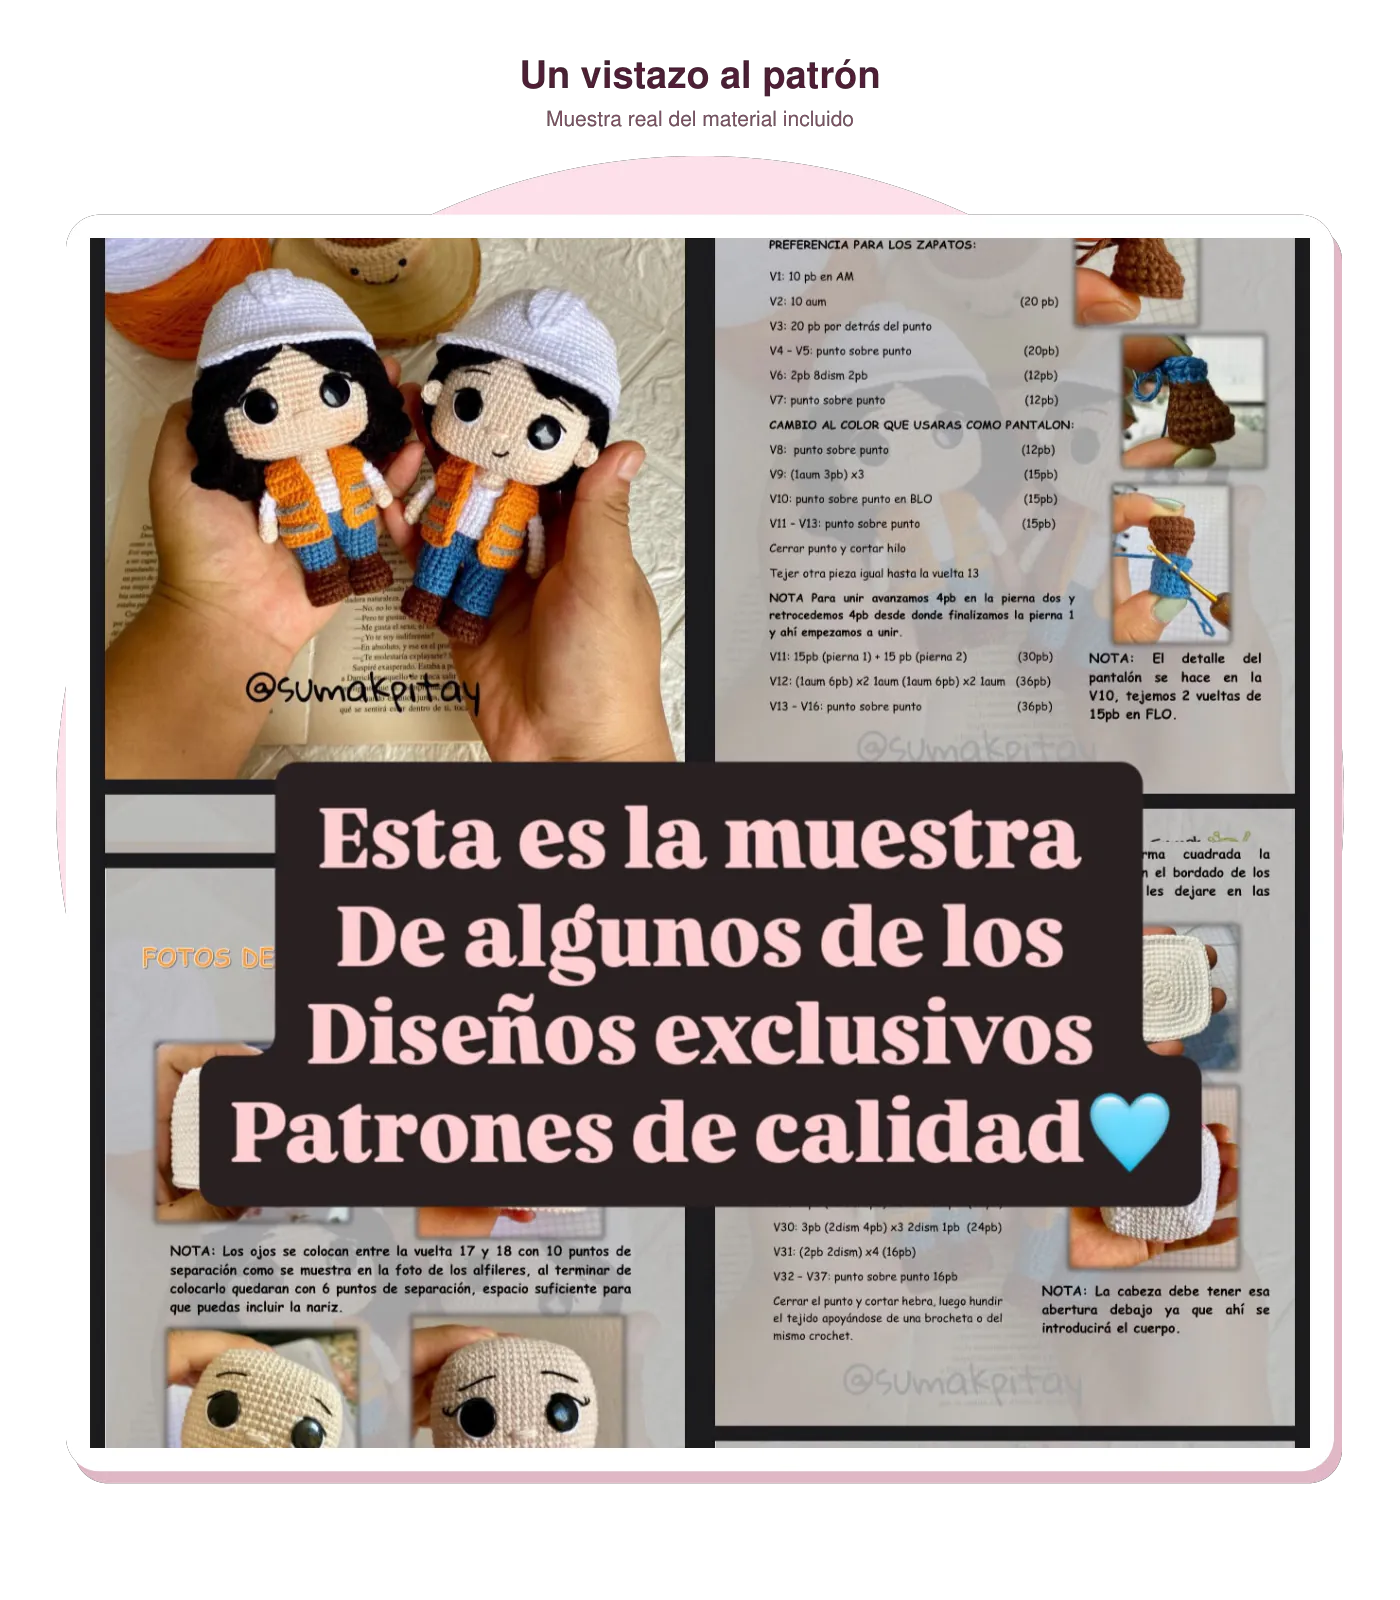 Un vistazo al patrón
Muestra real del material incluido
@sumakpitay
PREFERENCIA PARA LOS ZAPATOS:
V1: 10 pb en AM
V2: 10 aum (20 pb)
V3: 20 pb por detrás del punto
V4 – V5: punto sobre punto (20pb)
V6: 2pb 8dism 2pb (12pb)
V7: punto sobre punto (12pb)
CAMBIO AL COLOR QUE USARAS COMO PANTALON:
V8: punto sobre punto (12pb)
V9: (1aum 3pb) x3 (15pb)
V10: punto sobre punto en BLO (15pb)
V11 – V13: punto sobre punto (15pb)
Cerrar punto y cortar hilo
Tejer otra pieza igual hasta la vuelta 13
NOTA Para unir avanzamos 4pb en la pierna dos y
retrocedemos 4pb desde donde finalizamos la pierna 1
y ahí empezamos a unir.
V11: 15pb (pierna 1) + 15 pb (pierna 2) (30pb)
V12: (1aum 6pb) x2 1aum (1aum 6pb) x2 1aum (36pb)
V13 – V16: punto sobre punto (36pb)
NOTA: El detalle del
pantalón se hace en la
V10, tejemos 2 vueltas de
15pb en FLO.
@sumakpitay
Esta es la muestra
De algunos de los
Diseños exclusivos
Patrones de calidad🩵
cuadrada la
el bordado de los
les dejare en las
FOTOS DE
NOTA: Los ojos se colocan entre la vuelta 17 y 18 con 10 puntos de
separación como se muestra en la foto de los alfileres, al terminar de
colocarlo quedaran con 6 puntos de separación, espacio suficiente para
que puedas incluir la nariz.
V30: 3pb (2dism 4pb) x3 2dism 1pb (24pb)
V31: (2pb 2dism) x4 (16pb)
V32 – V37: punto sobre punto 16pb
Cerrar el punto y cortar hebra, luego hundir
el tejido apoyándose de una brocheta o del
mismo crochet.
NOTA: La cabeza debe tener esa
abertura debajo ya que ahí se
introducirá el cuerpo.
@sumakpitay